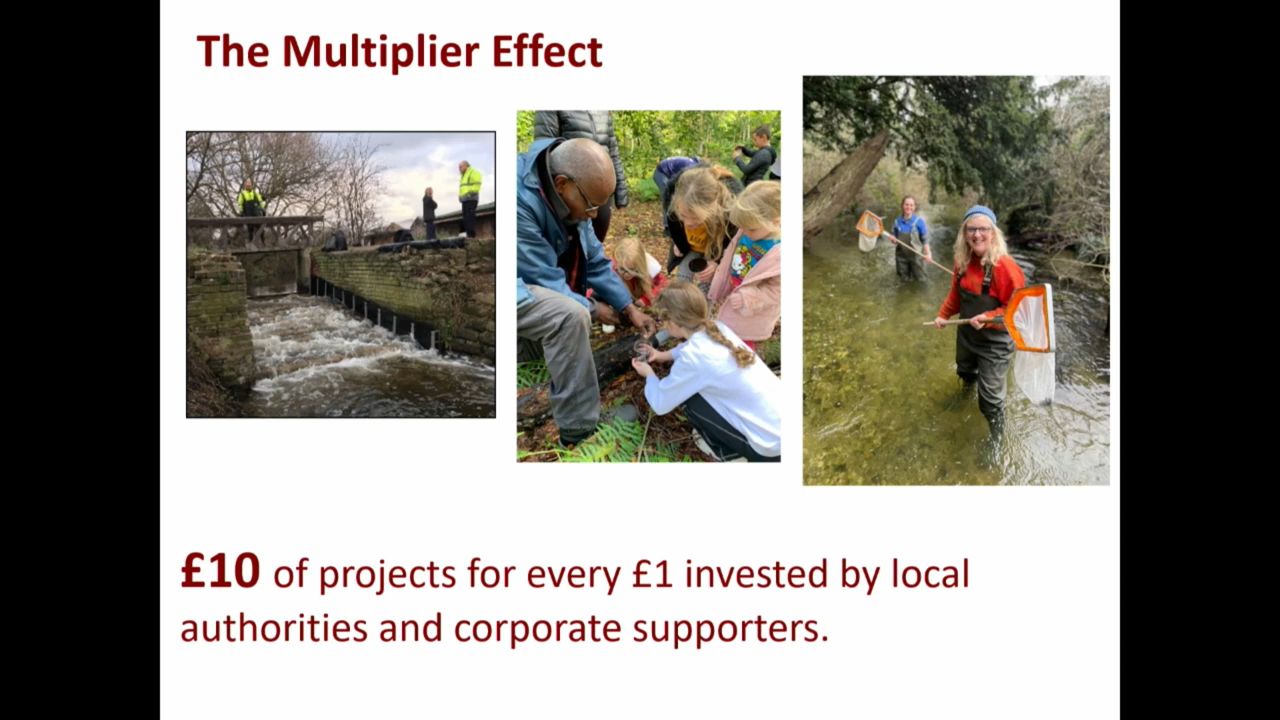 The Multiplier Effect
£10 of projects for every £1 invested by local
authorities and corporate supporters.